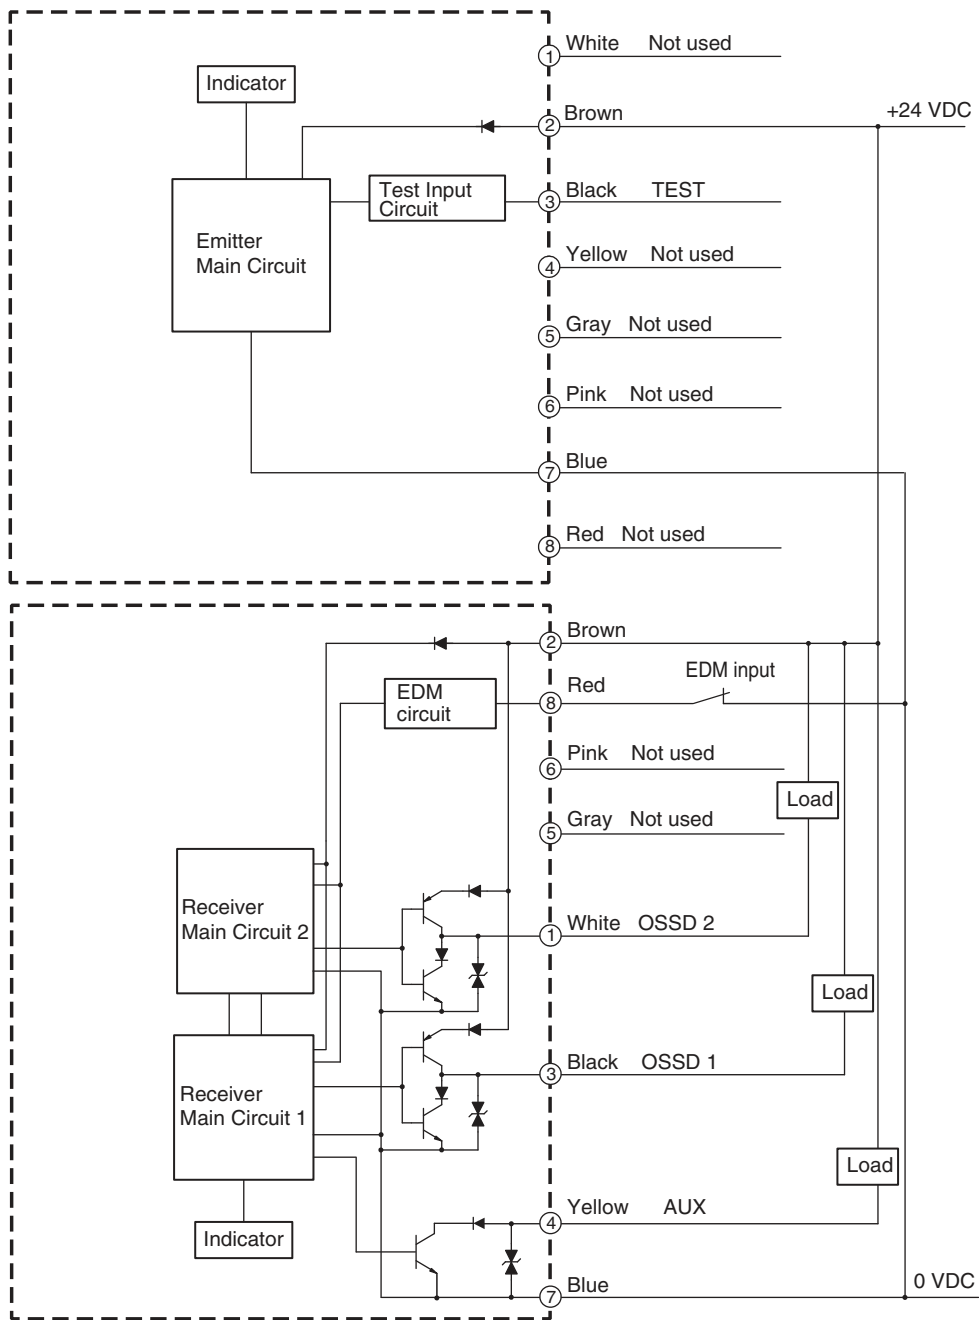 1 White Not used
Indicator
2 Brown +24 VDC
Test Input
Circuit
3 Black TEST
Emitter
Main Circuit
4 Yellow Not used
5 Gray Not used
6 Pink Not used
7 Blue
8 Red Not used
2 Brown
EDM
circuit
8 Red EDM input
6 Pink Not used
Load
5 Gray Not used
Receiver
Main Circuit 2
1 White OSSD 2
Load
3 Black OSSD 1
Receiver
Main Circuit 1
Load
4 Yellow AUX
Indicator
7 Blue 0 VDC